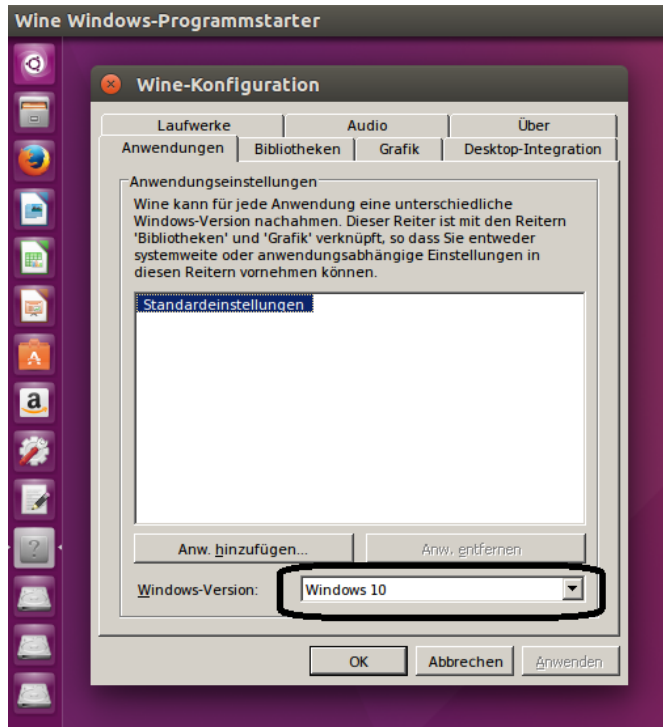 Wine Windows-Programmstarter
Wine-Konfiguration
Laufwerke Audio Über
Anwendungen Bibliotheken Grafik Desktop-Integration
Anwendungseinstellungen
Wine kann für jede Anwendung eine unterschiedliche
Windows-Version nachahmen. Dieser Reiter ist mit den Reitern
'Bibliotheken' und 'Grafik' verknüpft, so dass Sie entweder
systemweite oder anwendungsabhängige Einstellungen in
diesen Reitern vornehmen können.
Standardeinstellungen
Anw. hinzufügen... Anw. entfernen
Windows-Version: Windows 10
OK Abbrechen Anwenden